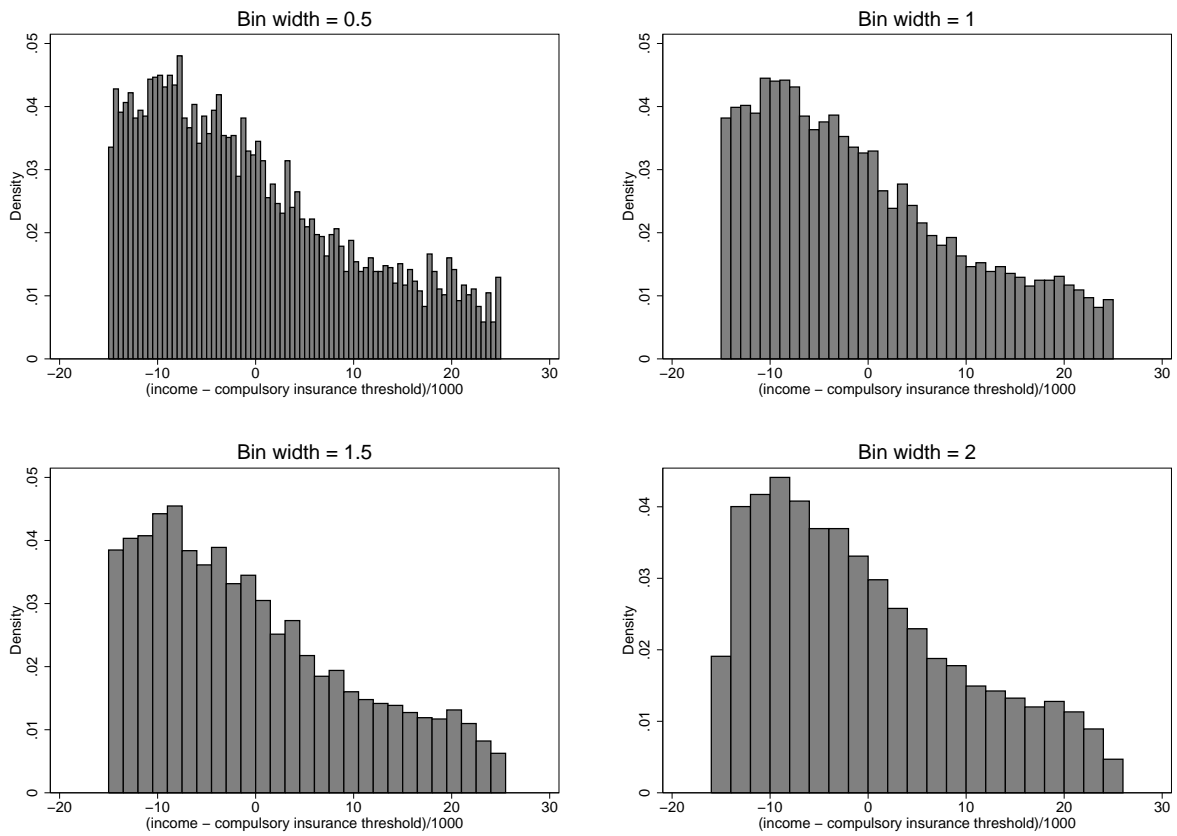 Bin width = 0.5
.05
.04
.03
.02
.01
0
Density
−20 −10 0 10 20 30
(income − compulsory insurance threshold)/1000
Bin width = 1
.05
.04
.03
.02
.01
0
Density
−20 −10 0 10 20 30
(income − compulsory insurance threshold)/1000
Bin width = 1.5
.05
.04
.03
.02
.01
0
Density
−20 −10 0 10 20 30
(income − compulsory insurance threshold)/1000
Bin width = 2
.04
.03
.02
.01
0
Density
−20 −10 0 10 20 30
(income − compulsory insurance threshold)/1000